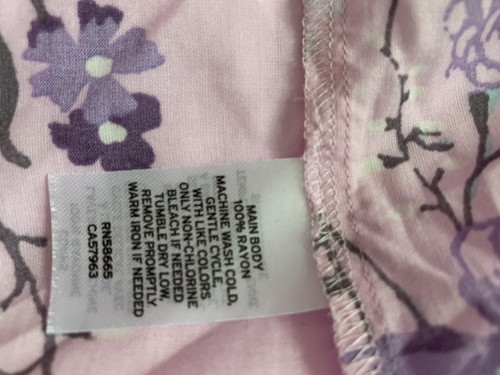 MAIN BODY
100% RAYON
MACHINE WASH COLD,
GENTLE CYCLE,
WITH LIKE COLORS
ONLY NON-CHLORINE
BLEACH IF NEEDED
TUMBLE DRY LOW,
REMOVE PROMPTLY
WARM IRON IF NEEDED
RN58665
CA57963